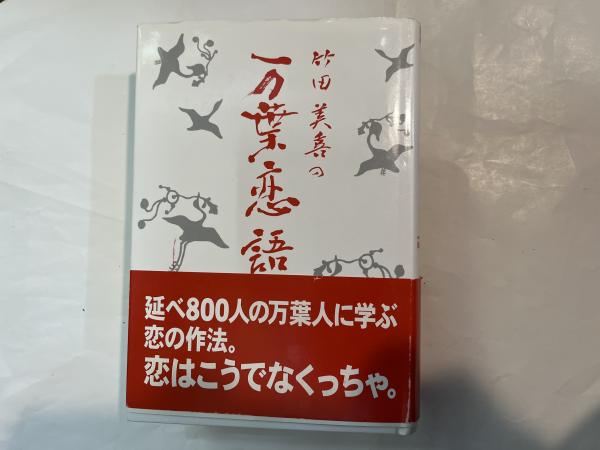 竹田美喜の
万葉恋語
延べ800人の万葉人に学ぶ
恋の作法。
恋はこうでなくっちゃ。